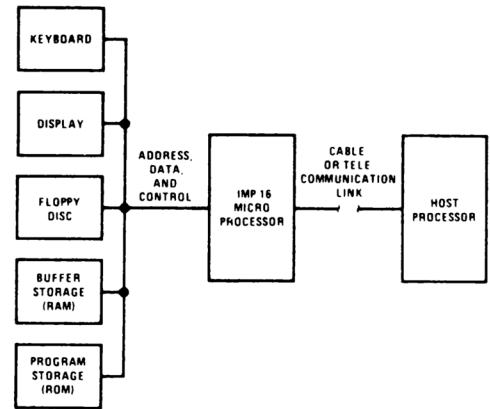 KEYBOARD
DISPLAY
FLOPPY
DISC
BUFFER
STORAGE
(RAM)
PROGRAM
STORAGE
(ROM)
ADDRESS,
DATA,
AND
CONTROL
IMP 16
MICRO
PROCESSOR
CABLE
OR TELE
COMMUNICATION
LINK
HOST
PROCESSOR